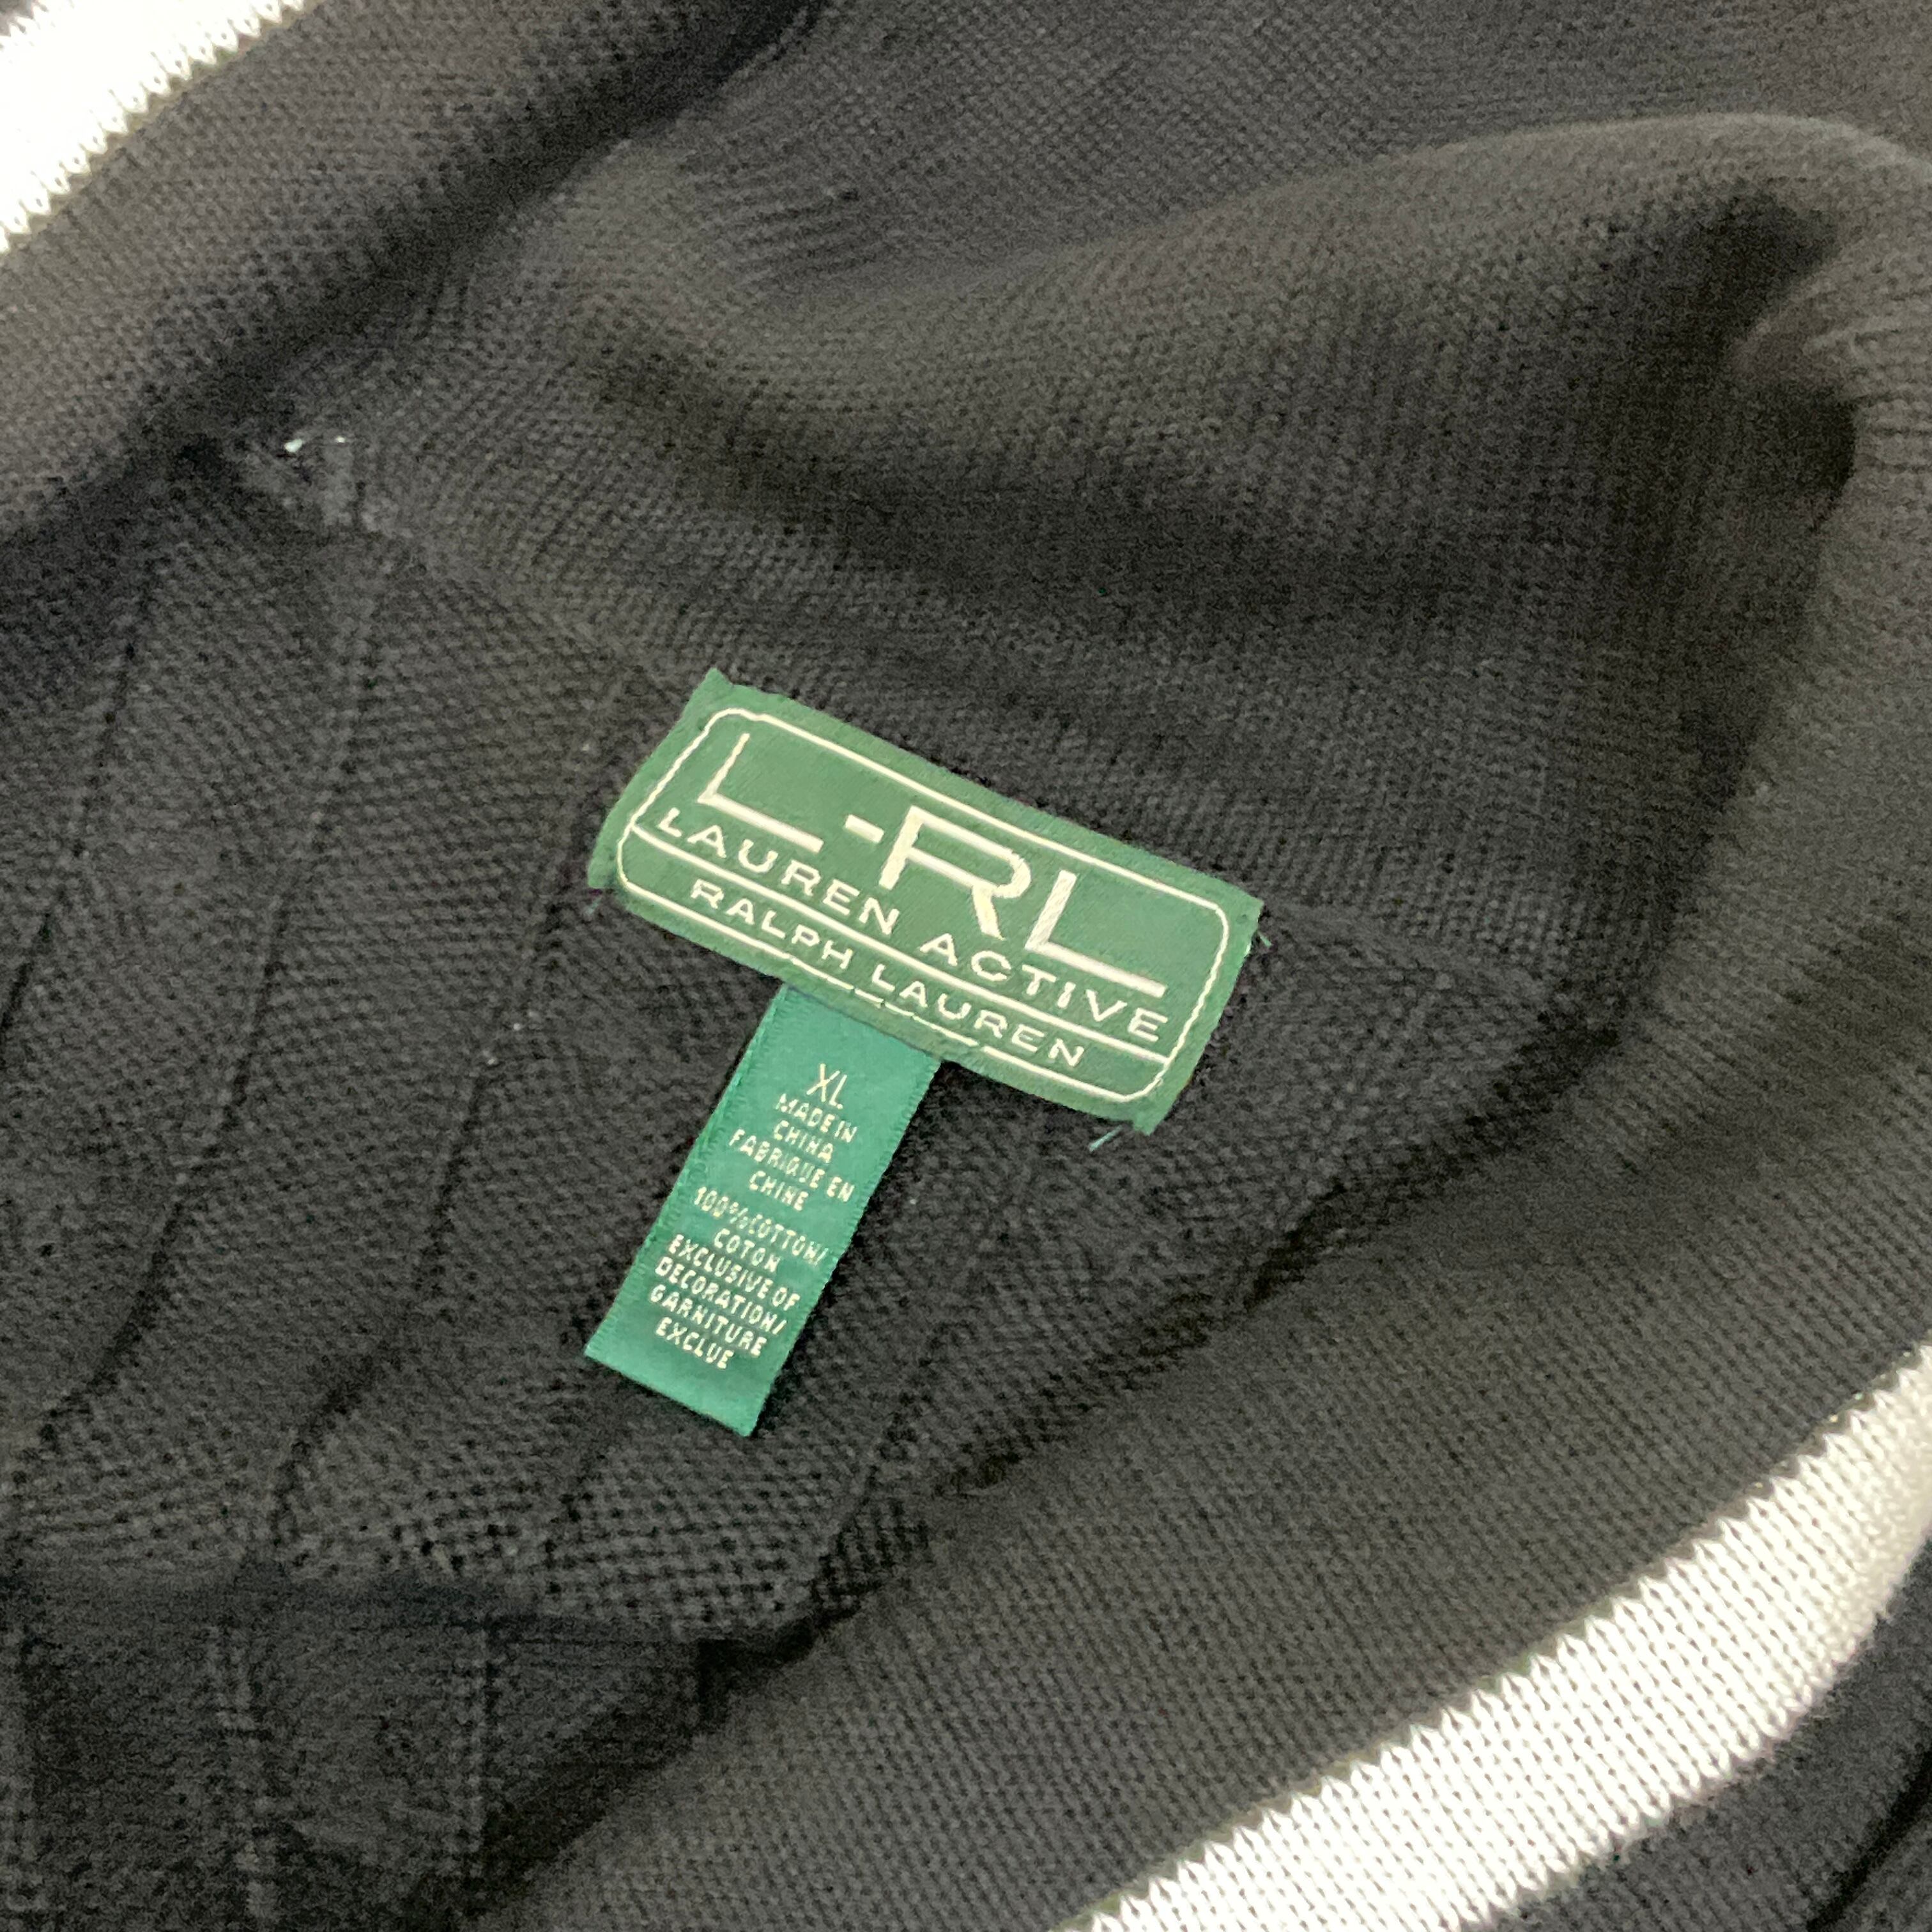 L-RL
LAUREN ACTIVE
RALPH LAUREN
XL
MADE IN
CHINA
FABRIQUE EN
CHINE
100% COTTON/
COTON
EXCLUSIVE OF
DECORATION/
GARNITURE
EXCLUE